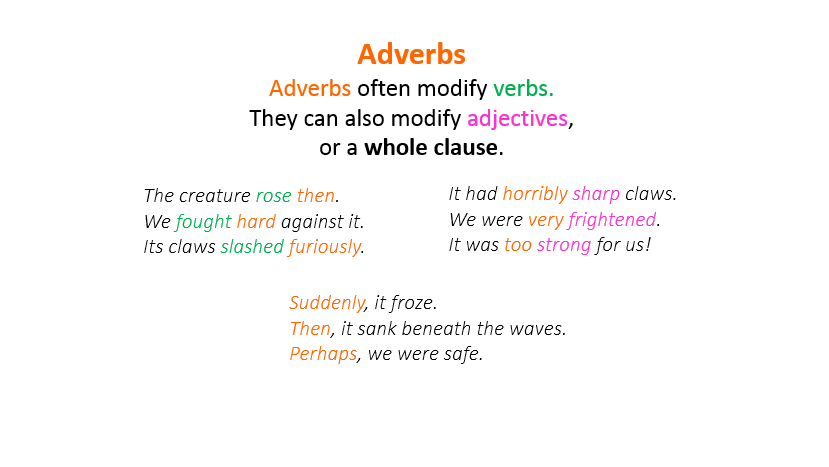 Adverbs
Adverbs often modify verbs.
They can also modify adjectives,
or a whole clause.
The creature rose then.
We fought hard against it.
Its claws slashed furiously.
It had horribly sharp claws.
We were very frightened.
It was too strong for us!
Suddenly, it froze.
Then, it sank beneath the waves.
Perhaps, we were safe.